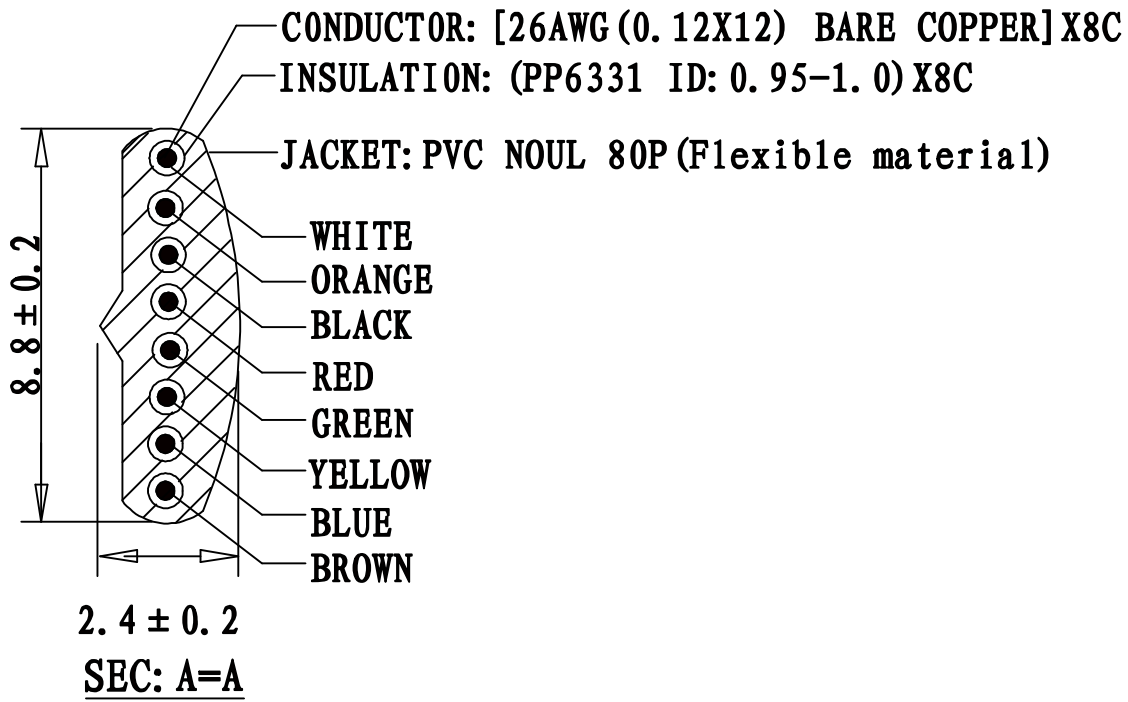 CONDUCTOR: [26AWG(0.12X12) BARE COPPER]X8C
INSULATION: (PP6331 ID:0.95-1.0)X8C
JACKET: PVC NOUL 80P(Flexible material)
WHITE
ORANGE
BLACK
RED
GREEN
YELLOW
BLUE
BROWN
8.8±0.2
2.4±0.2
SEC: A=A